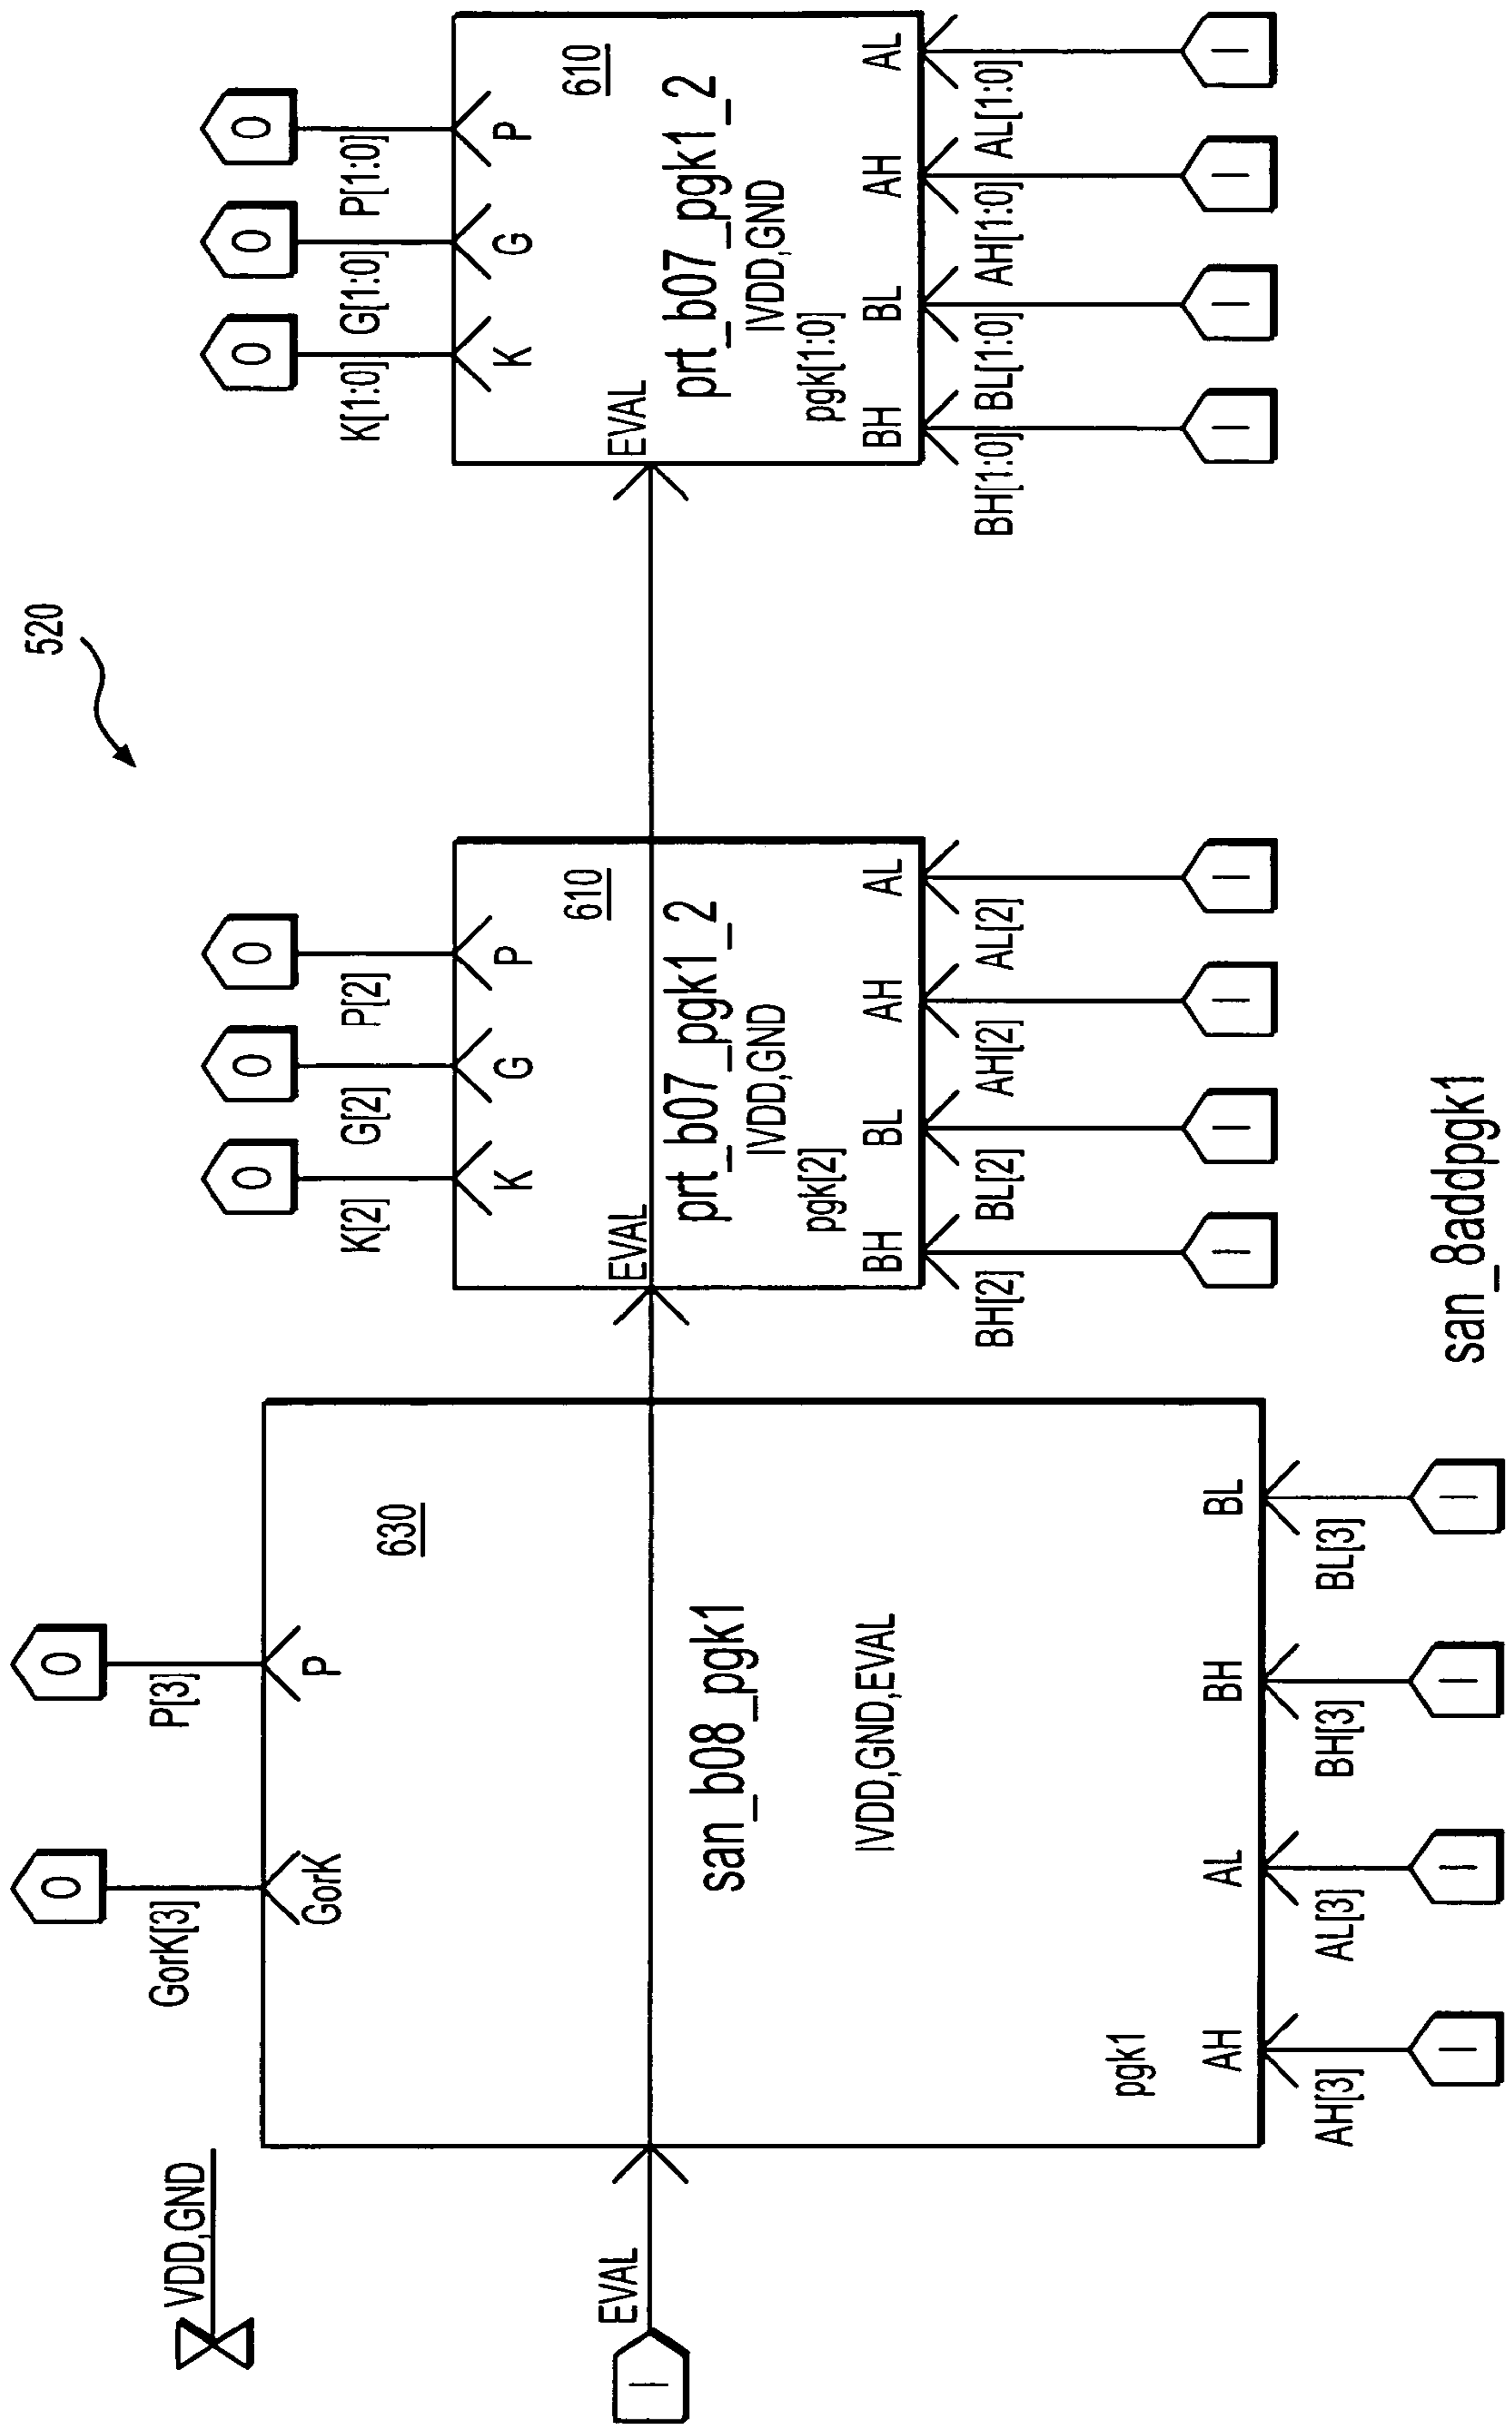 520
VDD,GND
GorK[3]
P[3]
O
O
GorK
P
630
EVAL
I
san_b08_pgk1
IVDD,GND,EVAL
pgk1
AH
AL
BH
BL
AH[3]
AL[3]
BH[3]
BL[3]
I
I
I
I
O
O
O
K[2]
G[2]
P[2]
K
G
P
610
EVAL
prt_b07_pgk1_2
IVDD,GND
pgk[2]
BH
BL
AH
AL
BH[2]
BL[2]
AH[2]
AL[2]
I
I
I
I
O
O
O
K[1:0]
G[1:0]
P[1:0]
K
G
P
610
EVAL
prt_b07_pgk1_2
IVDD,GND
pgk[1:0]
BH
BL
AH
AL
BH[1:0]
BL[1:0]
AH[1:0]
AL[1:0]
I
I
I
I
san_8addpgk1